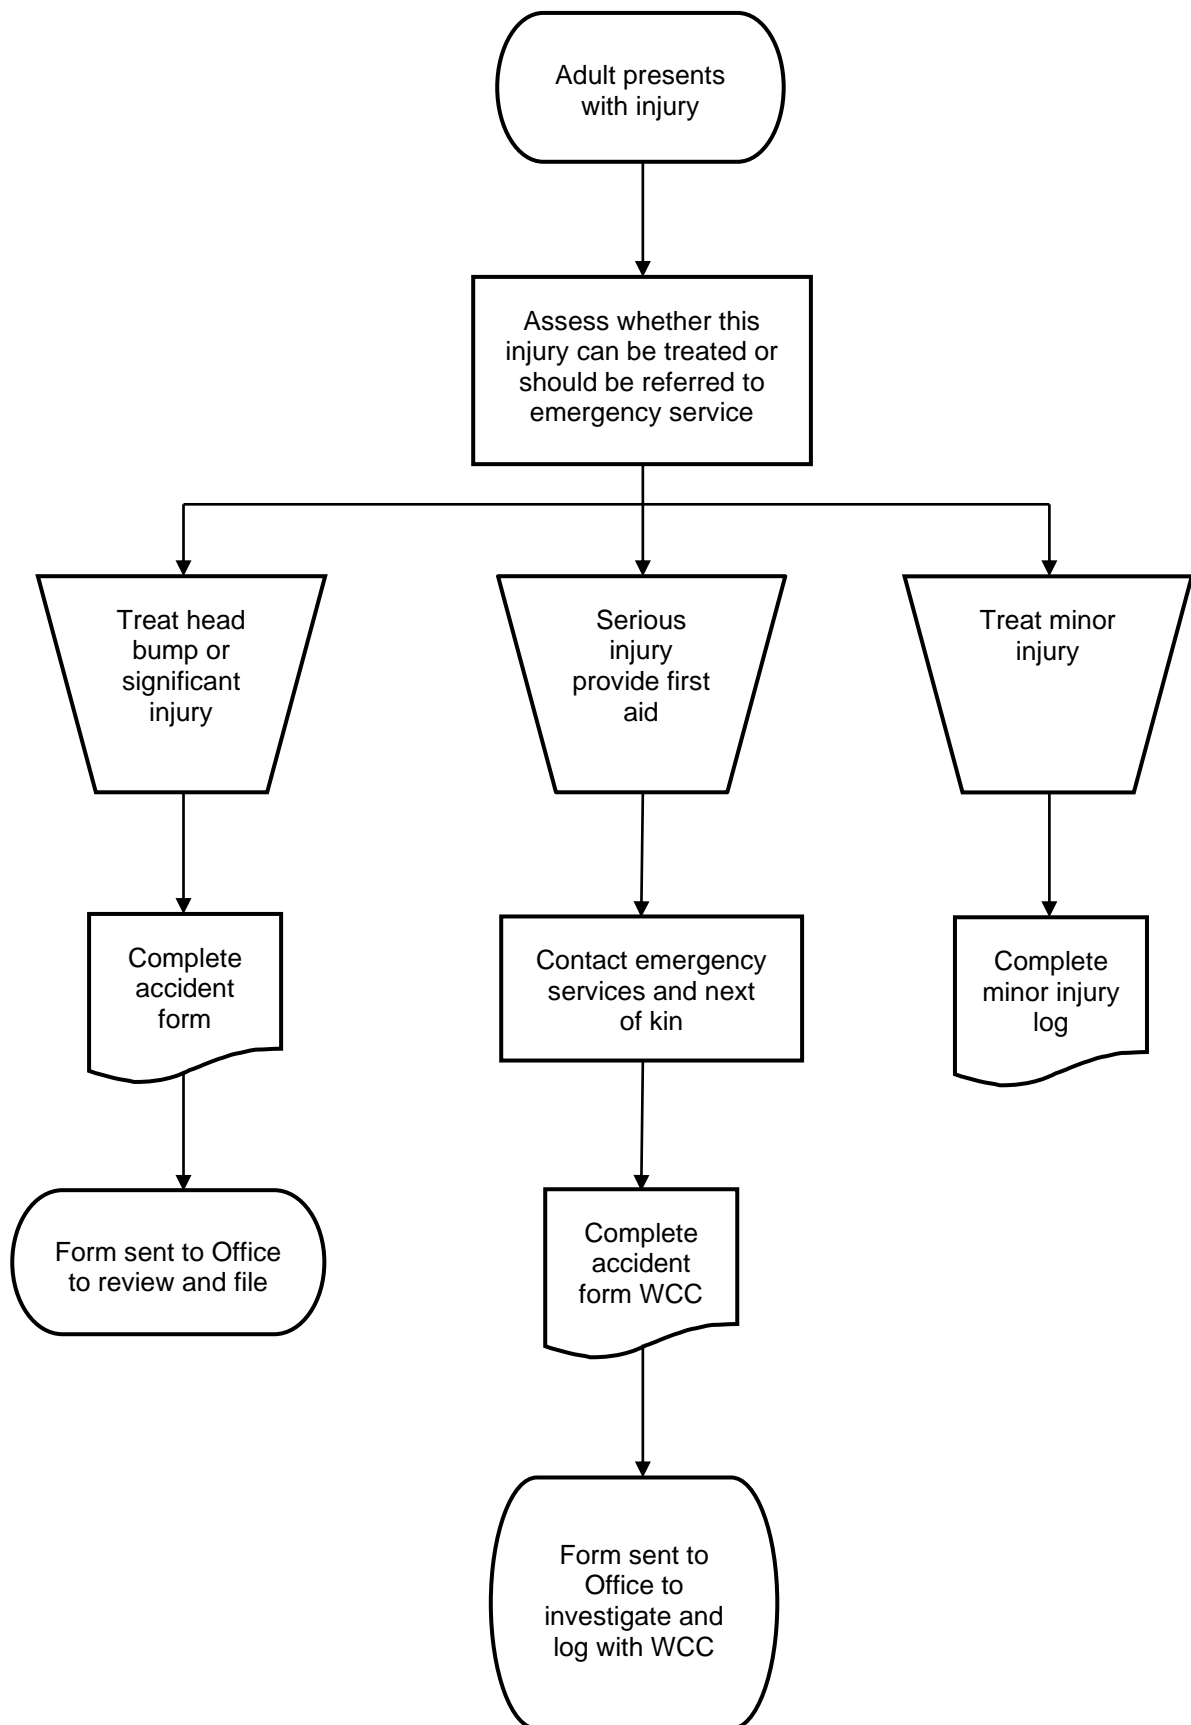 Adult presents
with injury
Assess whether this
injury can be treated or
should be referred to
emergency service
Treat head
bump or
significant
injury
Serious
injury
provide first
aid
Treat minor
injury
Complete
accident
form
Contact emergency
services and next
of kin
Complete
minor injury
log
Form sent to Office
to review and file
Complete
accident
form WCC
Form sent to
Office to
investigate and
log with WCC